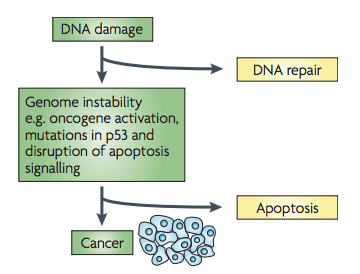 DNA damage
DNA repair
Genome instability
e.g. oncogene activation,
mutations in p53 and
disruption of apoptosis
signalling
Apoptosis
Cancer